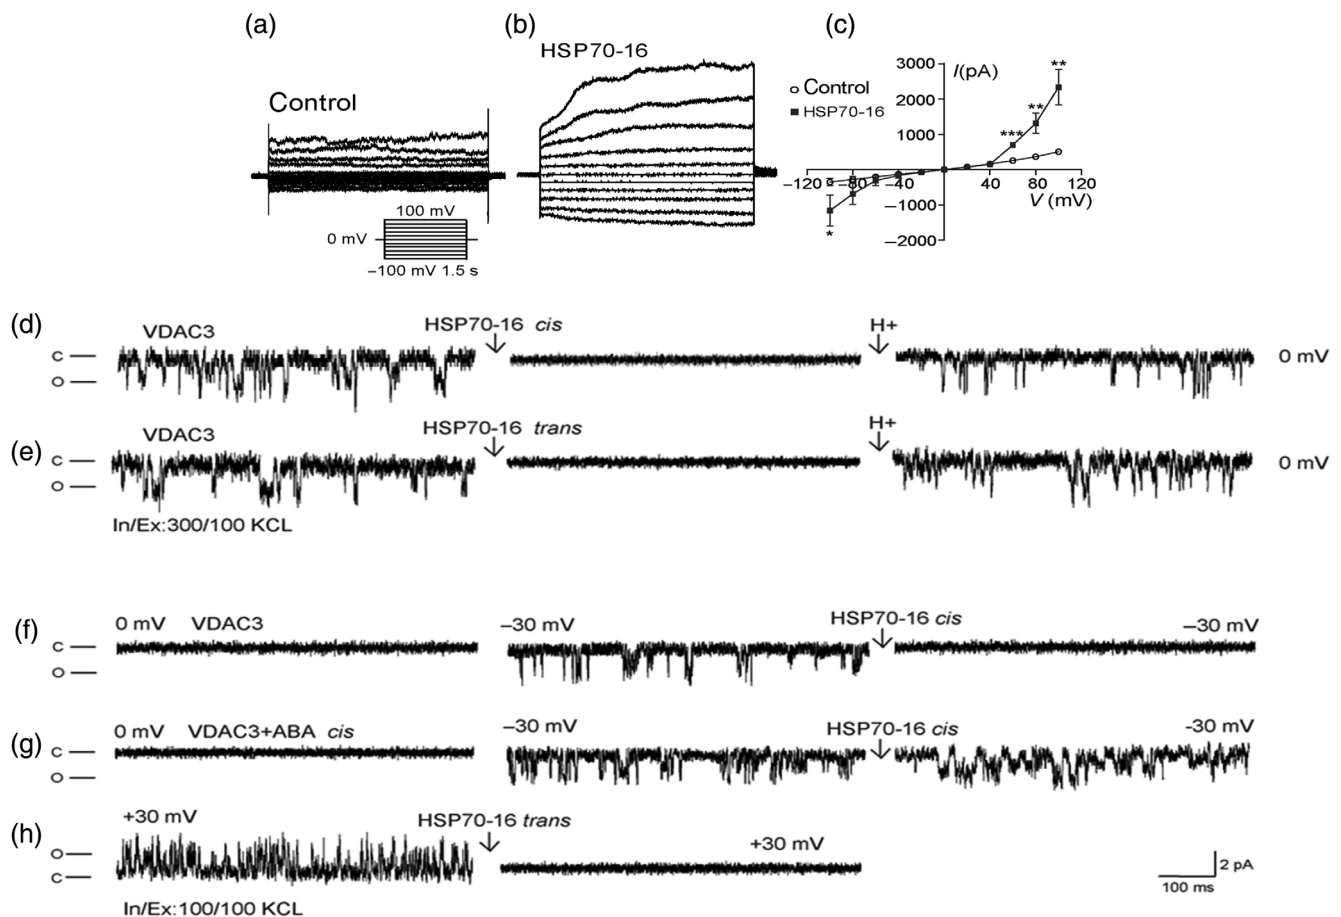 (a)
(b)
(c)
HSP70-16
Control
100 mV
0 mV
–100 mV 1.5 s
I(pA)
Control
HSP70-16
3000
2000
1000
–1000
–2000
–120
–80
–40
40
80
120
V (mV)
**
**
***
*
(d)
VDAC3
HSP70-16 cis
H+
C
O
0 mV
(e)
VDAC3
HSP70-16 trans
H+
C
O
0 mV
In/Ex:300/100 KCL
(f)
0 mV VDAC3
–30 mV
HSP70-16 cis
–30 mV
C
O
(g)
0 mV VDAC3+ABA cis
–30 mV
HSP70-16 cis
-30 mV
C
O
(h)
+30 mV
HSP70-16 trans
+30 mV
O
C
In/Ex:100/100 KCL
2 pA
100 ms